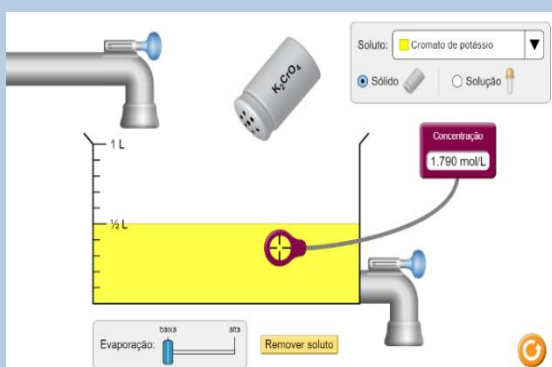 Soluto: Cromato de potássio
Sólido Solução
K₂CrO₄
1 L
Concentração
1.790 mol/L
½ L
Evaporação: baixa alta
Remover soluto